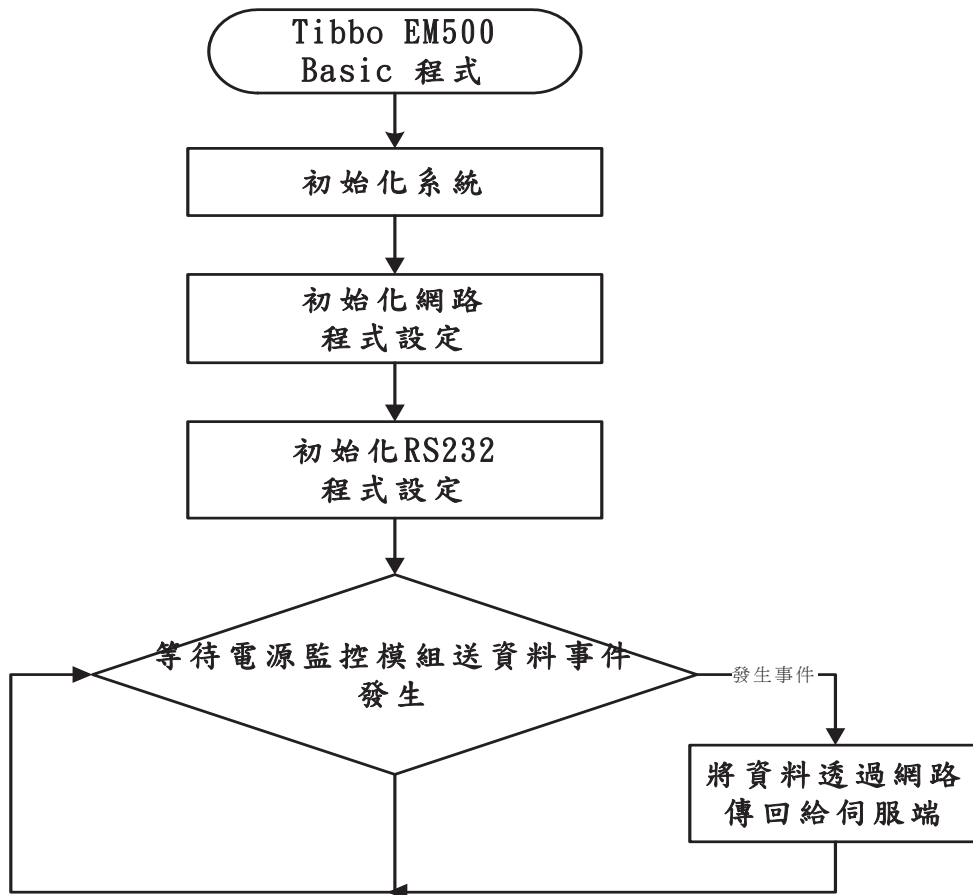 Tibbo EM500
Basic 程式
初始化系統
初始化網路
程式設定
初始化RS232
程式設定
等待電源監控模組送資料事件
發生
發生事件
將資料透過網路
傳回給伺服端